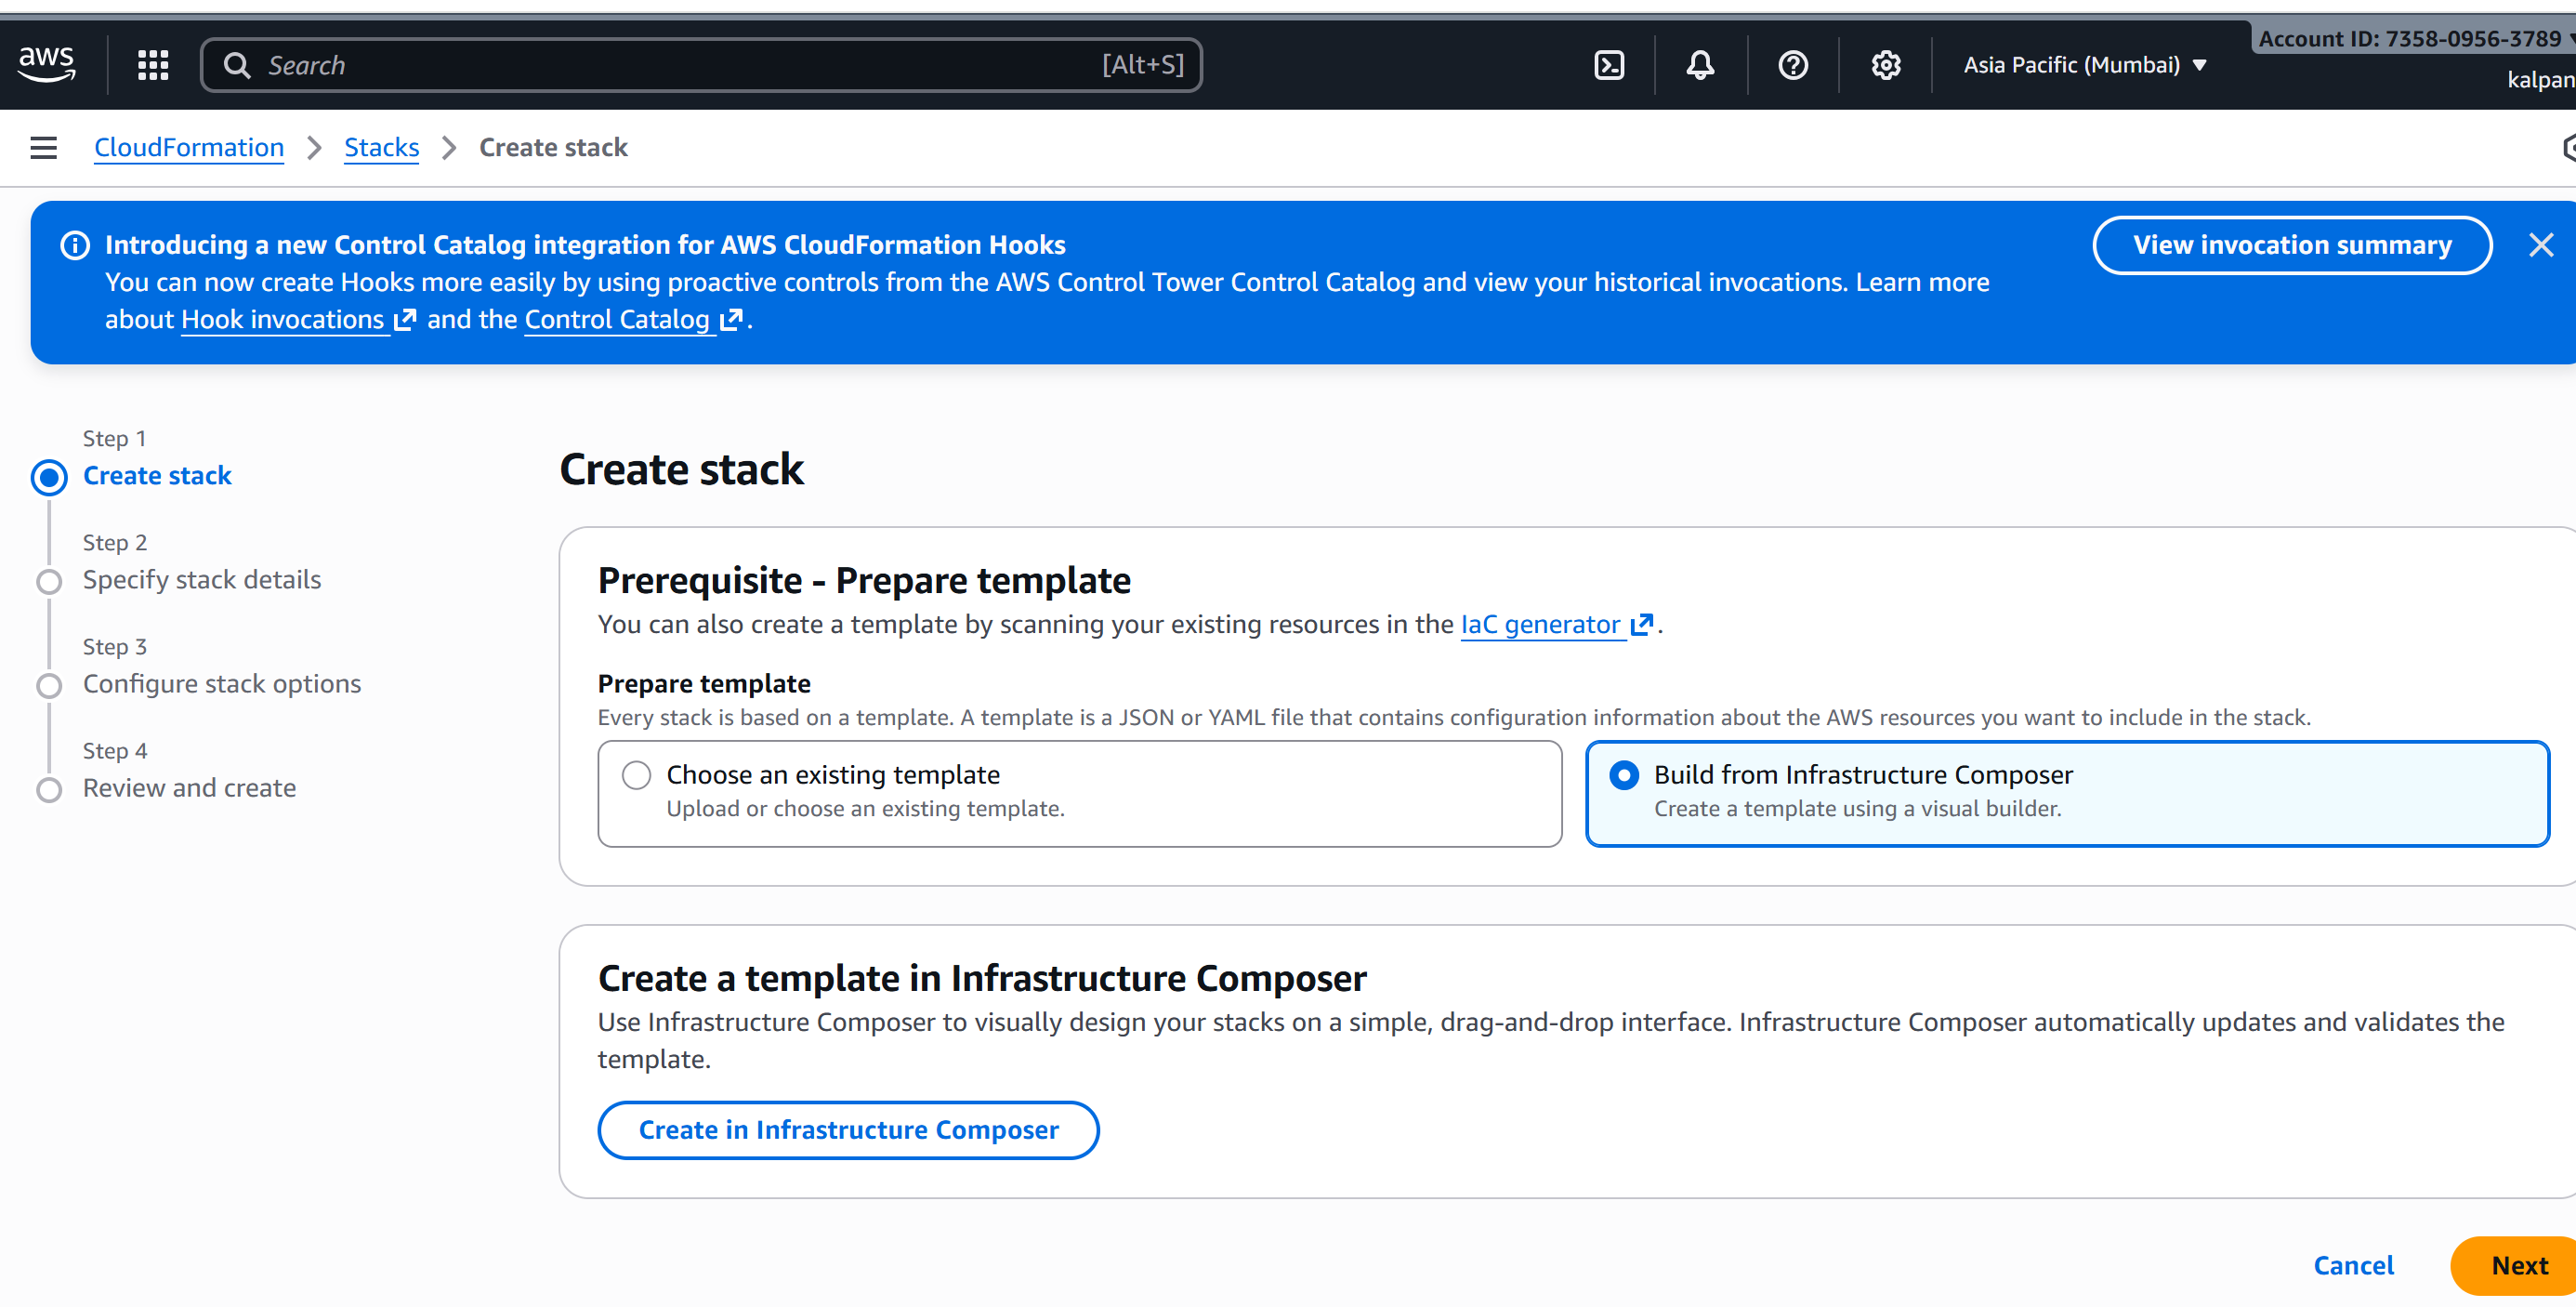 aws
Search
[Alt+S]
Asia Pacific (Mumbai)
Account ID: 7358-0956-3789
kalpan
CloudFormation
Stacks
Create stack
Introducing a new Control Catalog integration for AWS CloudFormation Hooks
You can now create Hooks more easily by using proactive controls from the AWS Control Tower Control Catalog and view your historical invocations. Learn more
about Hook invocations and the Control Catalog .
View invocation summary
Step 1
Create stack
Step 2
Specify stack details
Step 3
Configure stack options
Step 4
Review and create
Create stack
Prerequisite - Prepare template
You can also create a template by scanning your existing resources in the IaC generator .
Prepare template
Every stack is based on a template. A template is a JSON or YAML file that contains configuration information about the AWS resources you want to include in the stack.
Choose an existing template
Upload or choose an existing template.
Build from Infrastructure Composer
Create a template using a visual builder.
Create a template in Infrastructure Composer
Use Infrastructure Composer to visually design your stacks on a simple, drag-and-drop interface. Infrastructure Composer automatically updates and validates the
template.
Create in Infrastructure Composer
Cancel
Next